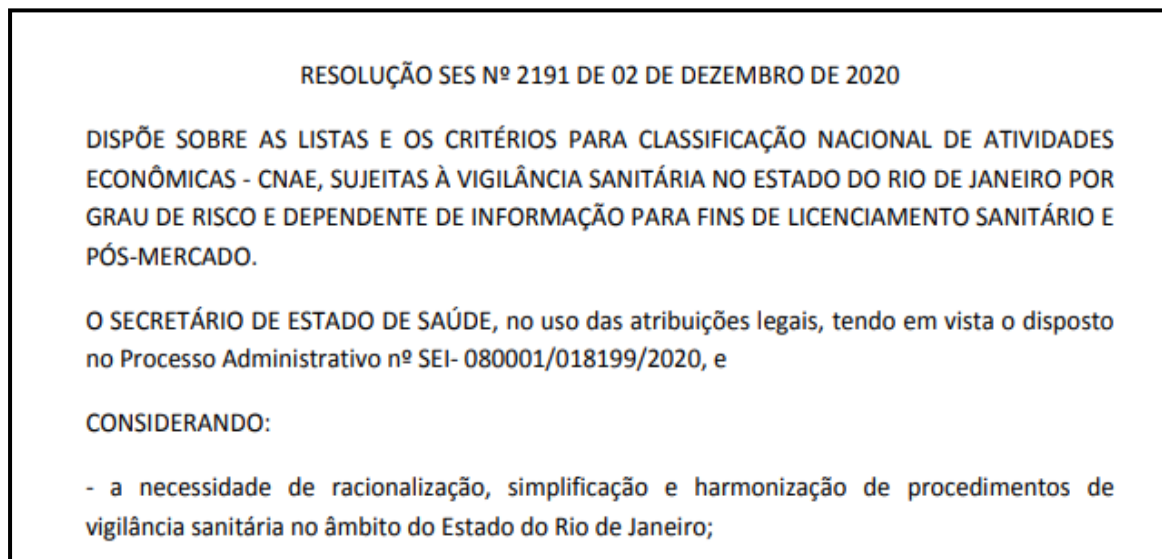 RESOLUÇÃO SES Nº 2191 DE 02 DE DEZEMBRO DE 2020
DISPÕE SOBRE AS LISTAS E OS CRITÉRIOS PARA CLASSIFICAÇÃO NACIONAL DE ATIVIDADES
ECONÔMICAS - CNAE, SUJEITAS À VIGILÂNCIA SANITÁRIA NO ESTADO DO RIO DE JANEIRO POR
GRAU DE RISCO E DEPENDENTE DE INFORMAÇÃO PARA FINS DE LICENCIAMENTO SANITÁRIO E
PÓS-MERCADO.
O SECRETÁRIO DE ESTADO DE SAÚDE, no uso das atribuições legais, tendo em vista o disposto
no Processo Administrativo nº SEI- 080001/018199/2020, e
CONSIDERANDO:
- a necessidade de racionalização, simplificação e harmonização de procedimentos de
vigilância sanitária no âmbito do Estado do Rio de Janeiro;